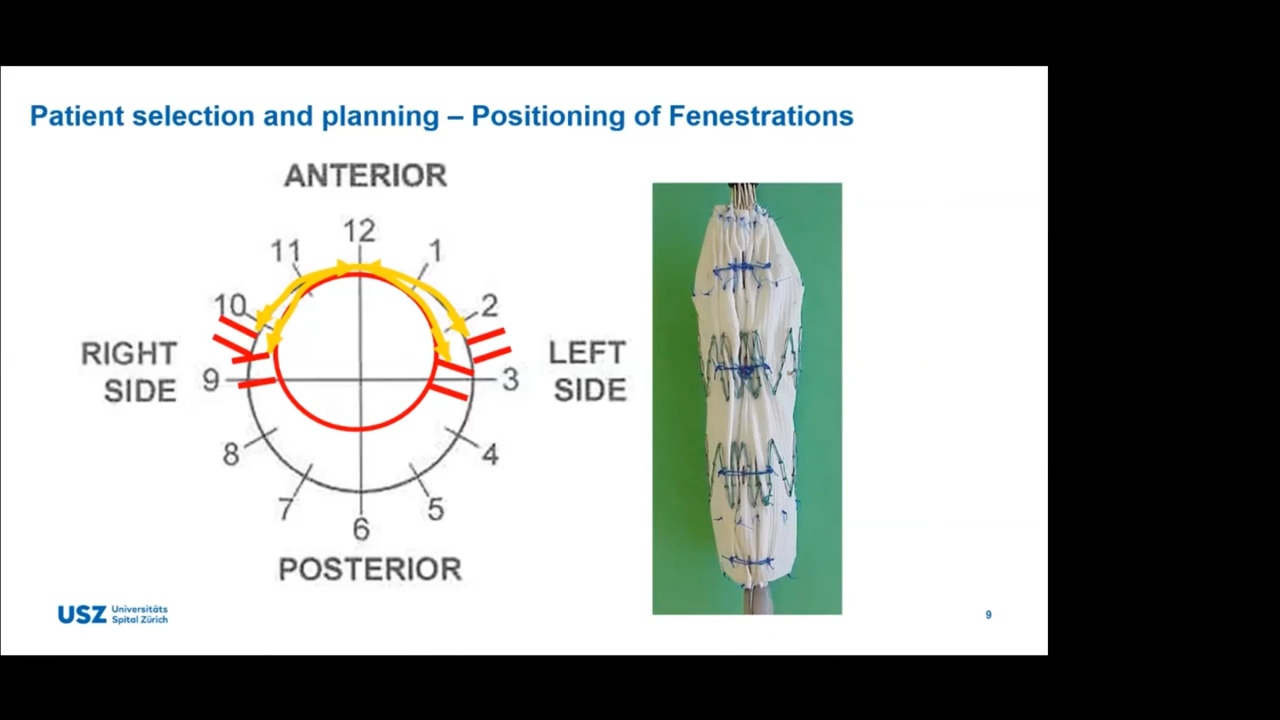 Patient selection and planning – Positioning of Fenestrations
ANTERIOR
12
11
1
10
2
RIGHT
SIDE
LEFT
SIDE
9
3
8
4
7
5
6
POSTERIOR
USZ Universitäts
Spital Zürich
9